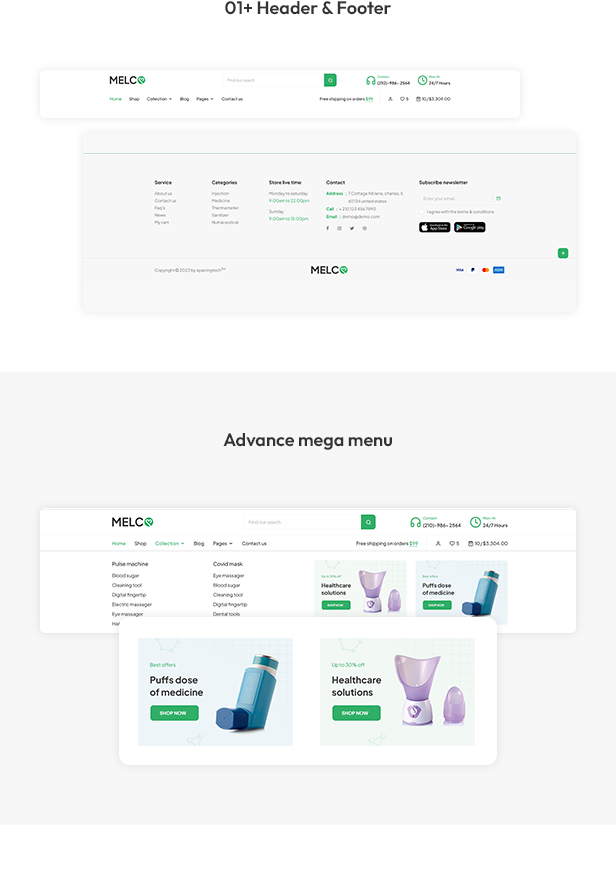 01+ Header & Footer
MELCO
Find our seach
Contact
(210)-986-2564
Mon-Fri
24/7 Hours
Home Shop Collection Blog Pages Contact us
Free shipping on orders $99
5
10/$3,304.00
Service
About us
Contact us
Faq's
News
My cart
Categories
Injection
Medicine
Thermometer
Sanitizer
Nutraceutical
Store live time
Monday to saturday
9:00am to 22:00pm
Sunday
9:00am to 15:00pm
Contact
Address : 7 Cottage hill lane, charles, IL
60134 united states
Call : + 210 123 456 7890
Email : demo@demo.com
Subscribe newsletter
Enter your email
I agree with the terms & conditions
App Store
Google play
Copyright © 2023 by spacingtech™
MELCO
VISA
Advance mega menu
MELCO
Find our seach
Contact
(210)-986-2564
24/7 Hours
Home Shop Collection Blog Pages Contact us
Free shipping on orders $99
5
10/$3,304.00
Pulse machine
Blood sugar
Cleaning tool
Digital fingertip
Electric massager
Eye massager
Covid mask
Eye massager
Blood sugar
Cleaning tool
Digital fingertip
Dental tools
Up to 50% off
Healthcare
solutions
SHOP NOW
Best offers
Puffs dose
of medicine
SHOP NOW
Best offers
Puffs dose
of medicine
SHOP NOW
Up to 50% off
Healthcare
solutions
SHOP NOW